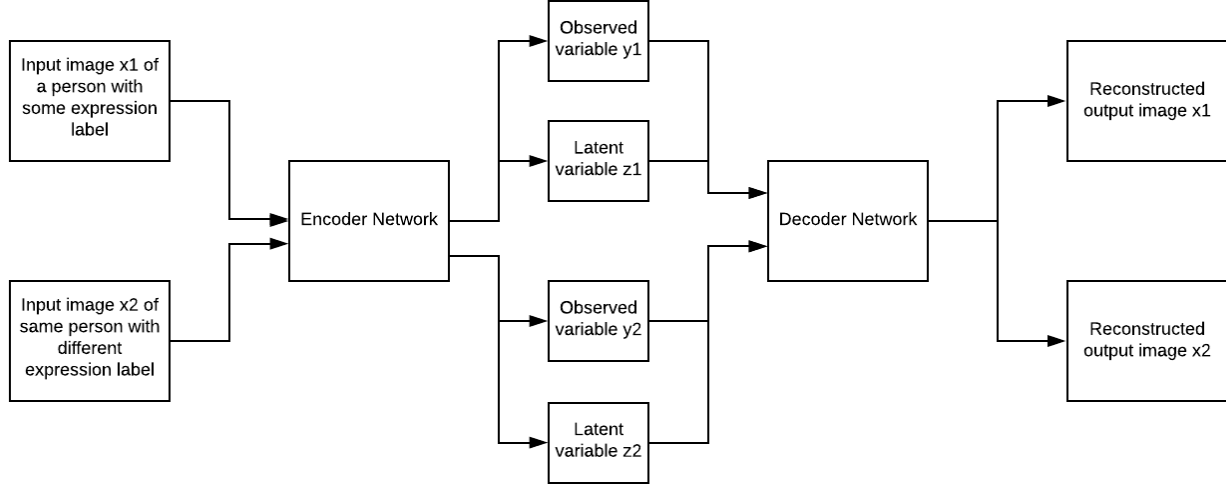 Input image x1 of
a person with
some expression
label
Input image x2 of
same person with
different
expression label
Encoder Network
Observed
variable y1
Latent
variable z1
Observed
variable y2
Latent
variable z2
Decoder Network
Reconstructed
output image x1
Reconstructed
output image x2